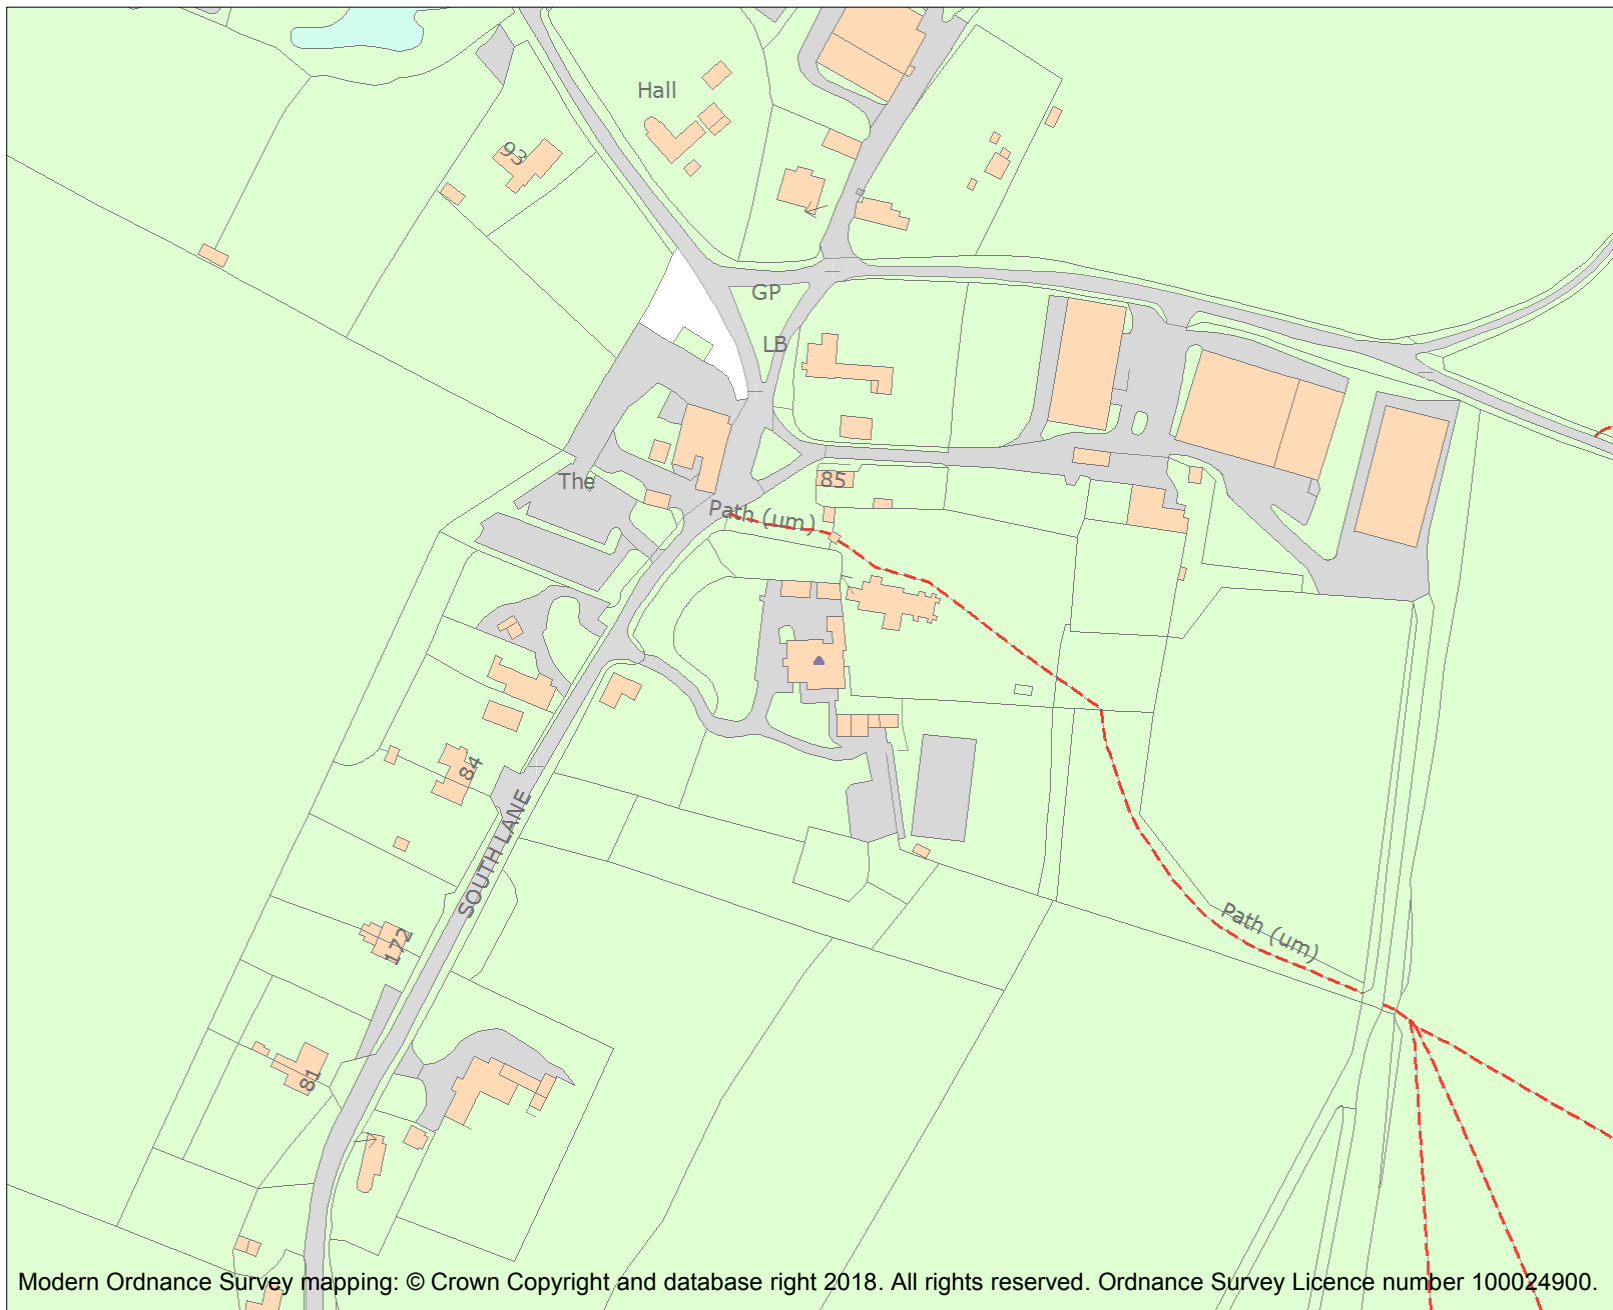 Hall
93
GP
LB
The
85
Path (um)
84
SOUTH LANE
Path (um)
172
81
Modern Ordnance Survey mapping: © Crown Copyright and database right 2018. All rights reserved. Ordnance Survey Licence number 100024900.